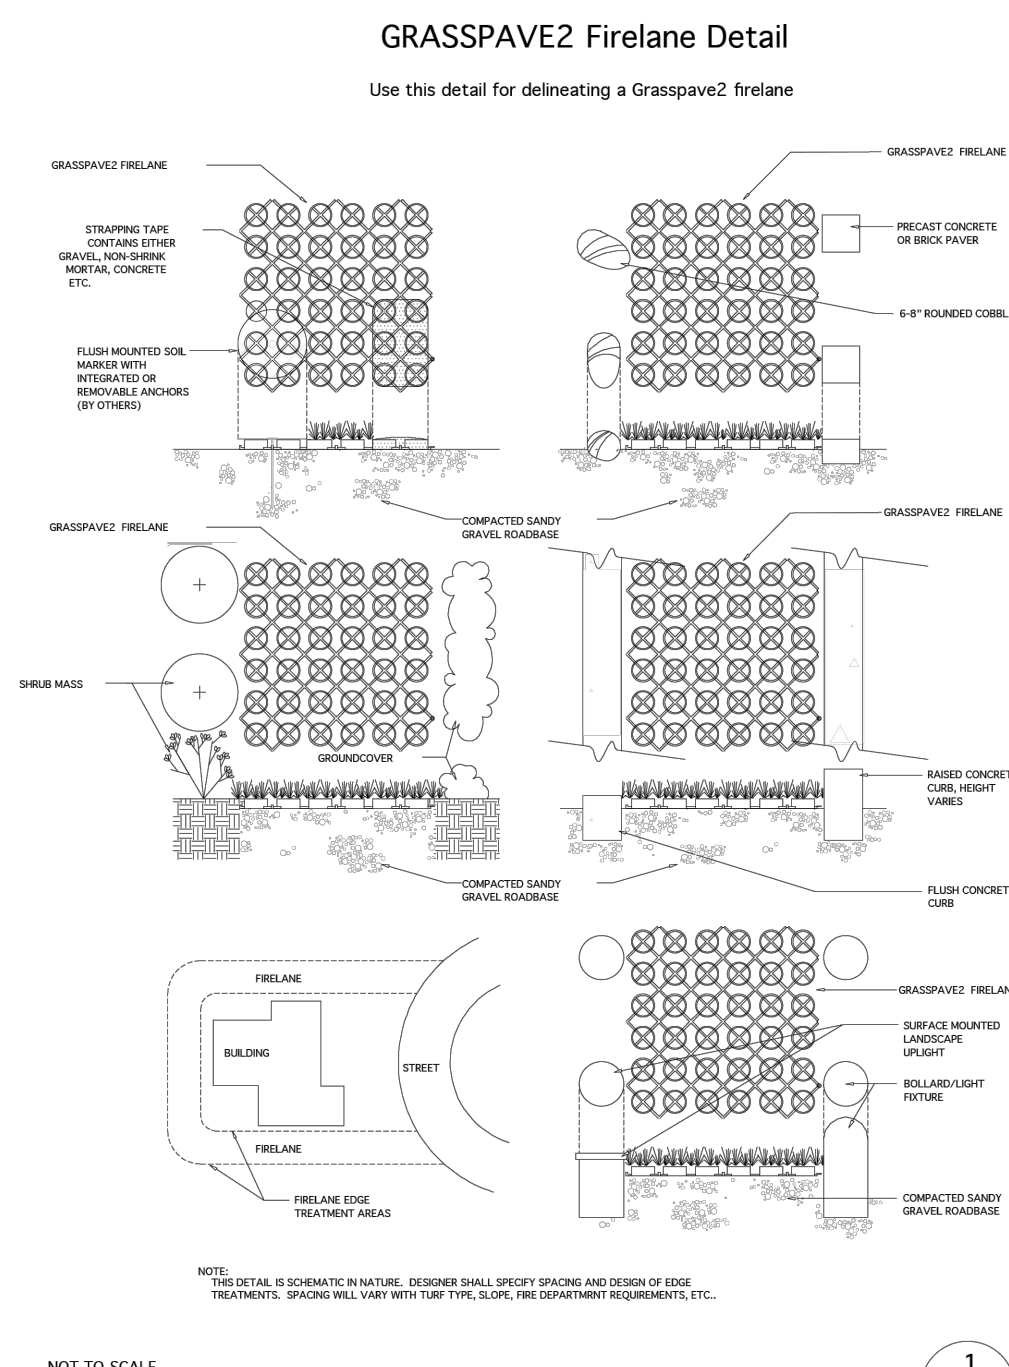 GRASSPAVE2 Firelane Detail
Use this detail for delineating a Grasspave2 firelane
GRASSPAVE2 FIRELANE
STRAPPING TAPE
CONTAINS EITHER
GRAVEL, NON-SHRINK
MORTAR, CONCRETE
ETC.
FLUSH MOUNTED SOIL
MARKER WITH
INTEGRATED OR
REMOVABLE ANCHORS
(BY OTHERS)
GRASSPAVE2 FIRELANE
PRECAST CONCRETE
OR BRICK PAVER
6-8" ROUNDED COBBL
COMPACTED SANDY
GRAVEL ROADBASE
GRASSPAVE2 FIRELANE
SHRUB MASS
GROUNDCOVER
GRASSPAVE2 FIRELANE
RAISED CONCRET
CURB, HEIGHT
VARIES
COMPACTED SANDY
GRAVEL ROADBASE
FLUSH CONCRET
CURB
FIRELANE
BUILDING
STREET
FIRELANE
FIRELANE EDGE
TREATMENT AREAS
GRASSPAVE2 FIRELAN
SURFACE MOUNTED
LANDSCAPE
UPLIGHT
BOLLARD/LIGHT
FIXTURE
COMPACTED SANDY
GRAVEL ROADBASE
NOTE:
THIS DETAIL IS SCHEMATIC IN NATURE. DESIGNER SHALL SPECIFY SPACING AND DESIGN OF EDGE
TREATMENTS. SPACING WILL VARY WITH TURF TYPE, SLOPE, FIRE DEPARTMRNT REQUIREMENTS, ETC..
NOT TO SCALE
1